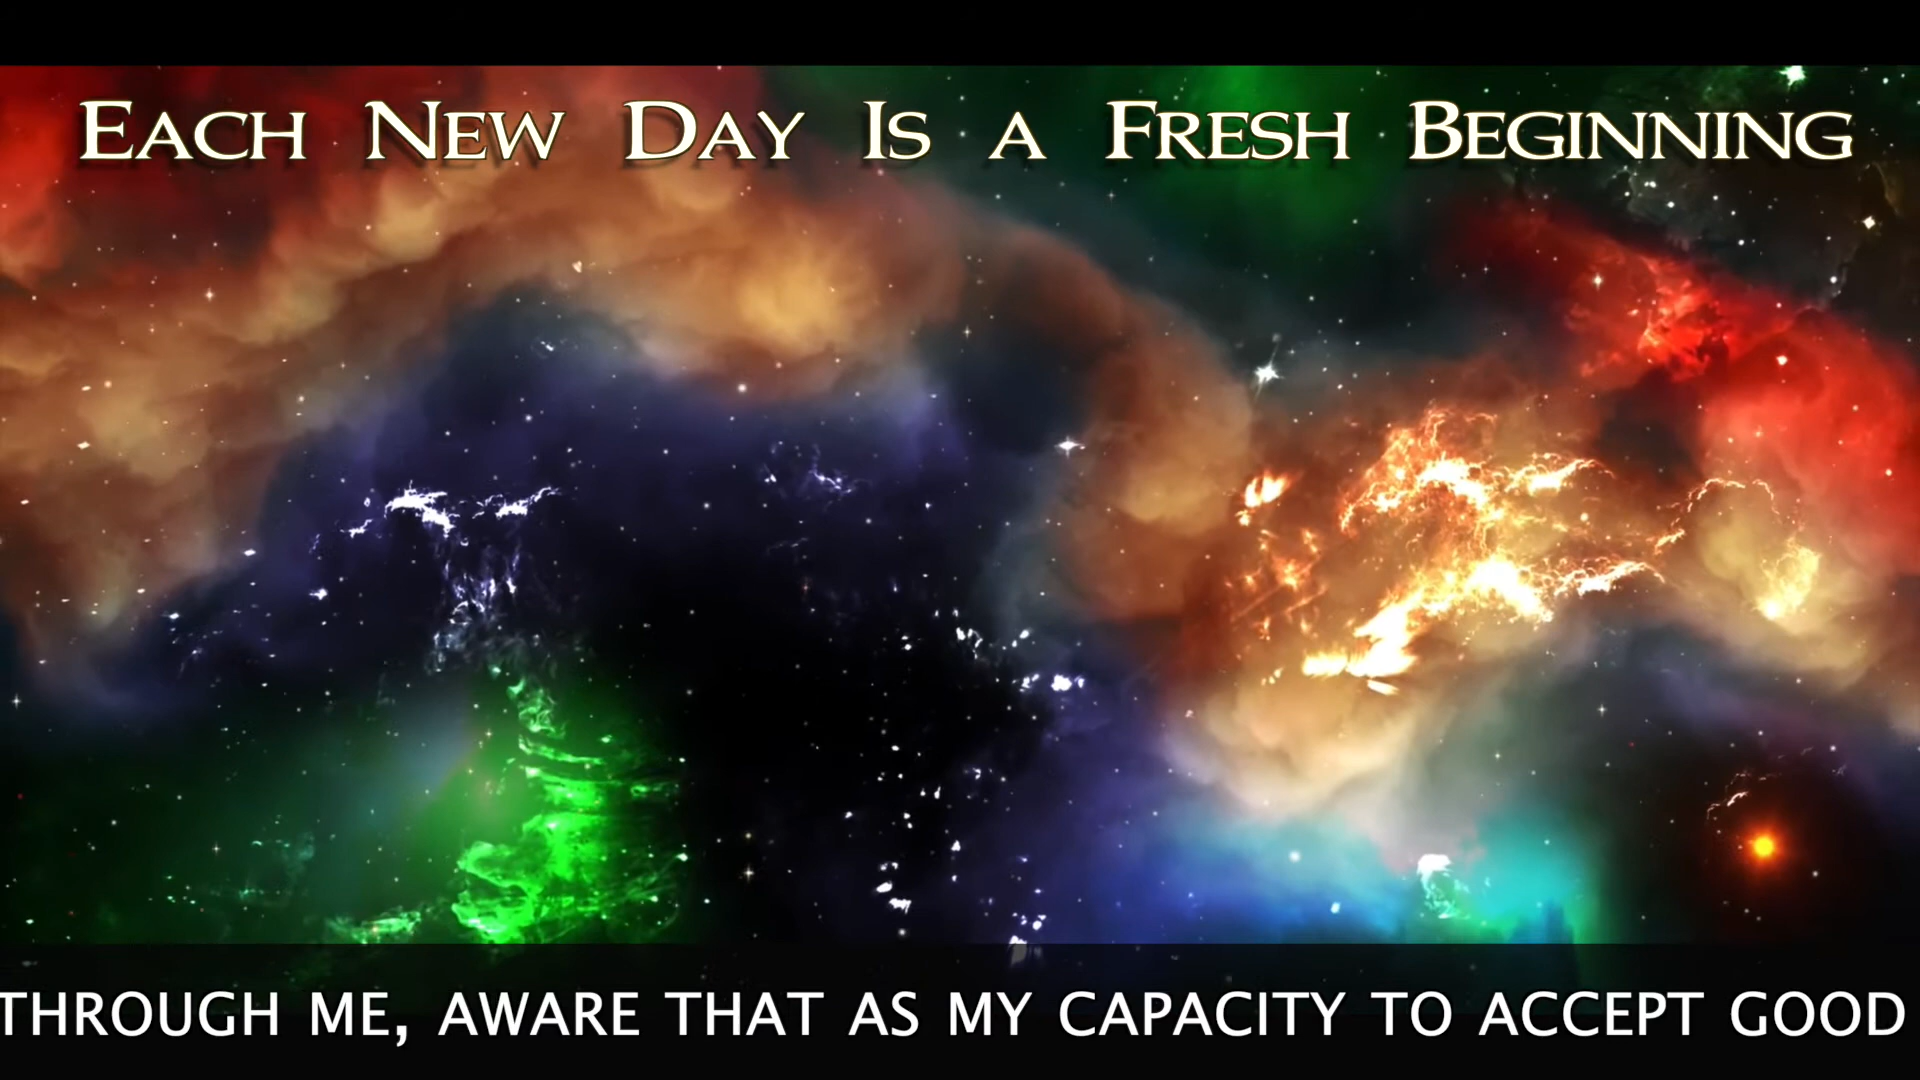 Each New Day Is a Fresh Beginning
THROUGH ME, AWARE THAT AS MY CAPACITY TO ACCEPT GOOD